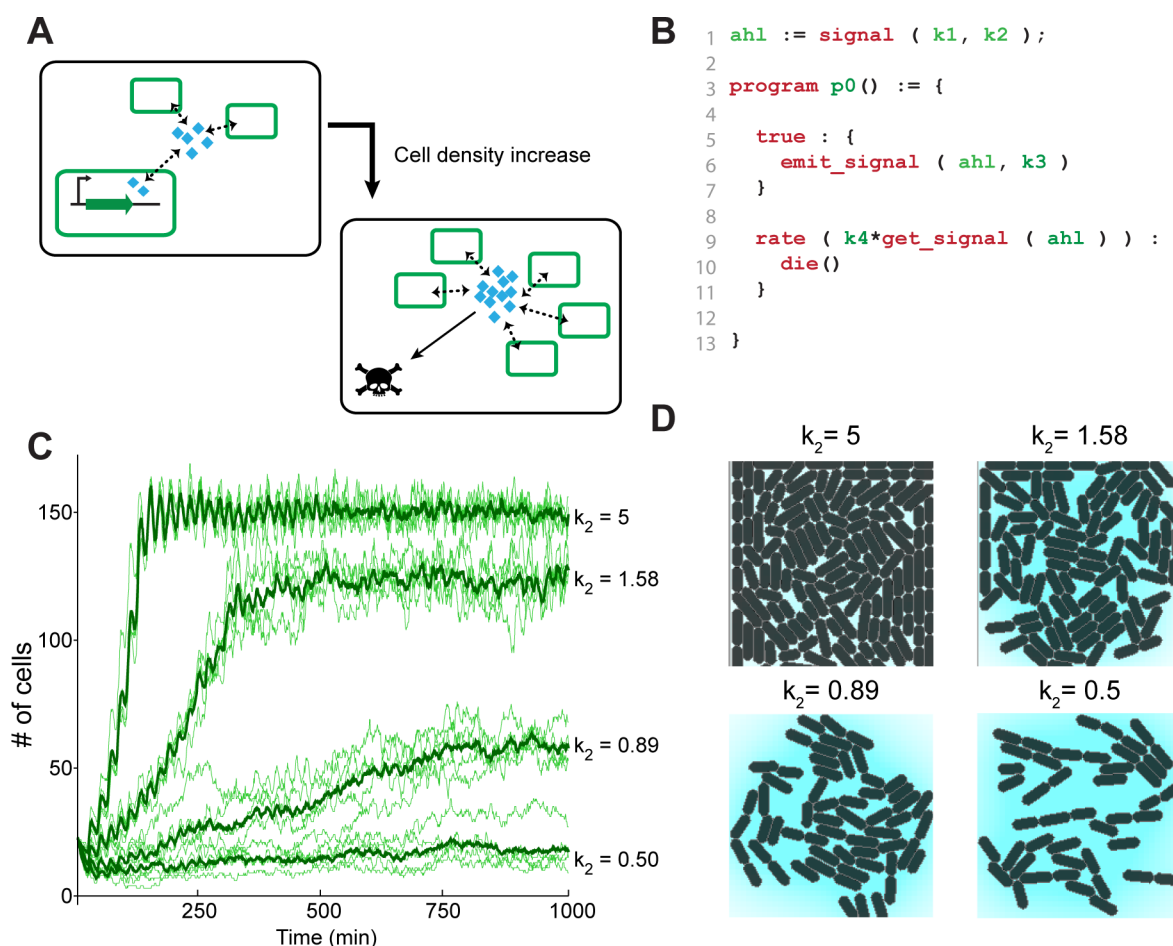 A
Cell density increase
B
1 ahl := signal ( k1, k2 );
2
3 program p0() := {
4
5 true : {
6 emit_signal ( ahl, k3 )
7 }
8
9 rate ( k4*get_signal ( ahl ) ) :
10 die()
11 }
12
13 }
C
# of cells
150
100
50
0
250
500
750
1000
Time (min)
k2 = 5
k2 = 1.58
k2 = 0.89
k2 = 0.50
D
k2= 5
k2= 1.58
k2= 0.89
k2= 0.5